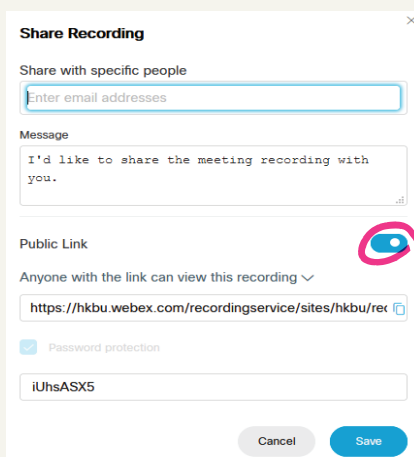 Share Recording
Share with specific people
Enter email addresses
Message
I'd like to share the meeting recording with
you.
Public Link
Anyone with the link can view this recording
https://hkbu.webex.com/recordingservice/sites/hkbu/rec
Password protection
iUhsASX5
Cancel Save